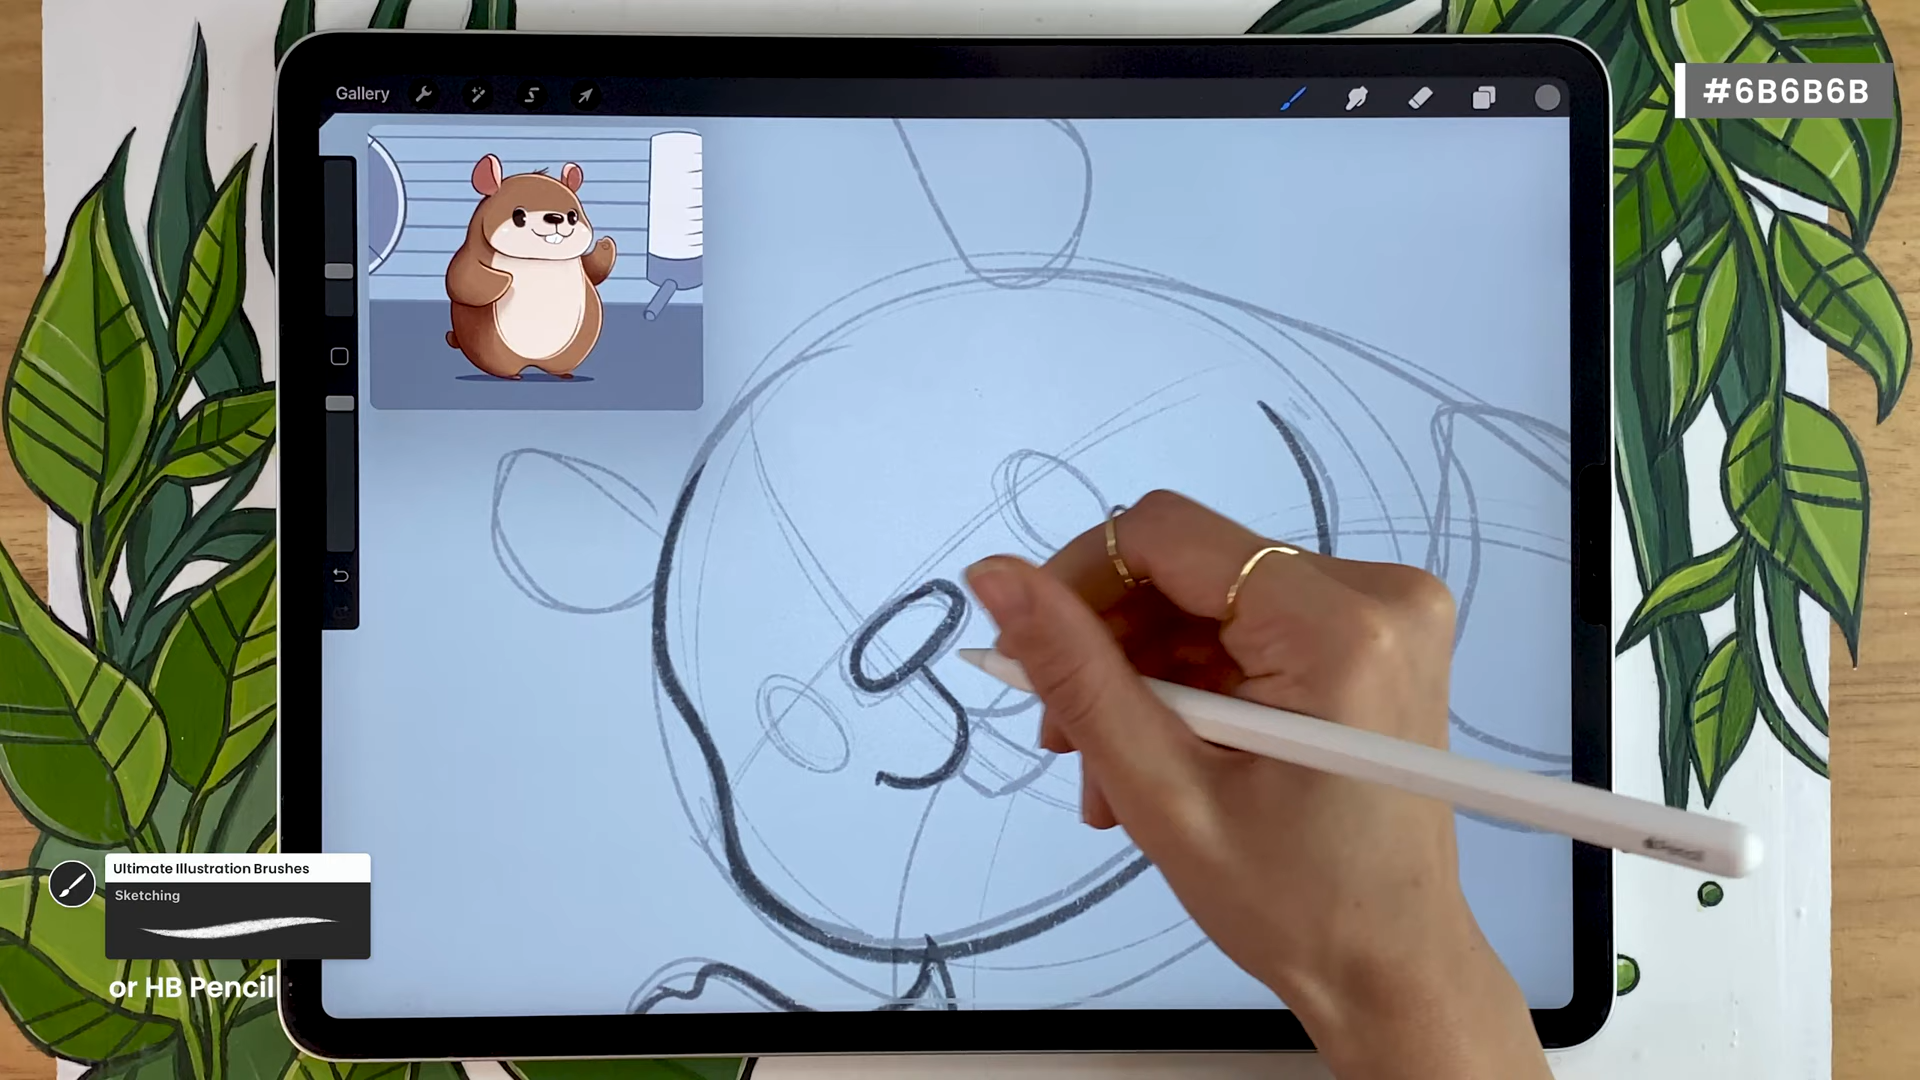 Gallery
#6B6B6B
Ultimate Illustration Brushes
Sketching
or HB Pencil